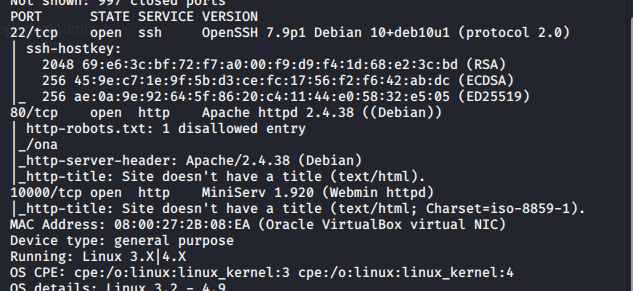 Not shown: 997 closed ports
PORT      STATE SERVICE VERSION
22/tcp    open  ssh     OpenSSH 7.9p1 Debian 10+deb10u1 (protocol 2.0)
| ssh-hostkey:
|   2048 69:e6:3c:bf:72:f7:a0:00:f9:d9:f4:1d:68:e2:3c:bd (RSA)
|   256 45:9e:c7:1e:9f:5b:d3:ce:fc:17:56:f2:f6:42:ab:dc (ECDSA)
|_  256 ae:0a:9e:92:64:5f:86:20:c4:11:44:e0:58:32:e5:05 (ED25519)
80/tcp    open  http    Apache httpd 2.4.38 ((Debian))
| http-robots.txt: 1 disallowed entry
|_/ona
|_http-server-header: Apache/2.4.38 (Debian)
|_http-title: Site doesn't have a title (text/html).
10000/tcp open  http    MiniServ 1.920 (Webmin httpd)
|_http-title: Site doesn't have a title (text/html; Charset=iso-8859-1).
MAC Address: 08:00:27:2B:08:EA (Oracle VirtualBox virtual NIC)
Device type: general purpose
Running: Linux 3.X|4.X
OS CPE: cpe:/o:linux:linux_kernel:3 cpe:/o:linux:linux_kernel:4
OS details: Linux 3.2 - 4.9